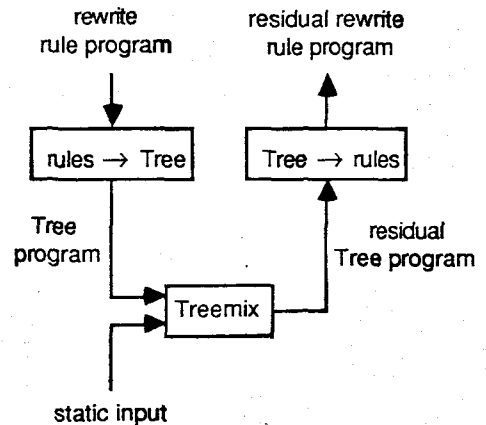 rewrite
rule program
residual rewrite
rule program
rules → Tree
Tree → rules
Tree
program
residual
Tree program
Treemix
static input